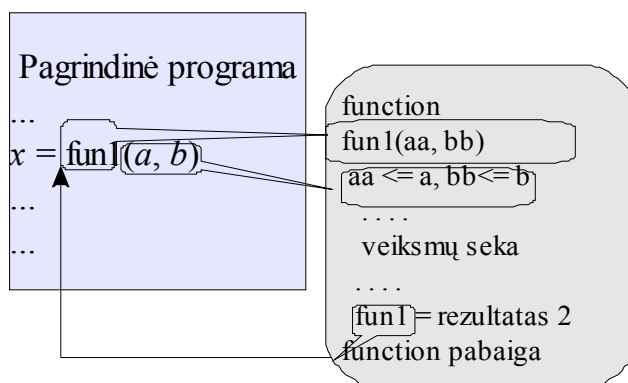 Pagrindinė programa
...
x = fun1(a, b)
...
...
function
fun1(aa, bb)
aa <= a, bb<= b
. . . .
veiksmų seka
. . . .
fun1 = rezultatas 2
function pabaiga